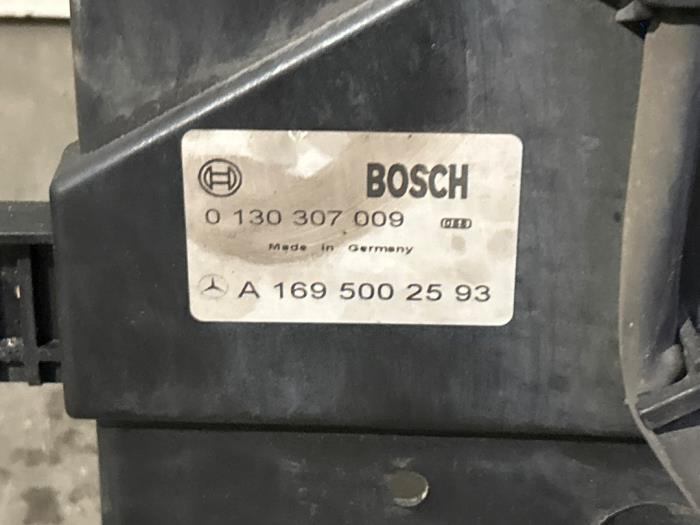 BOSCH
0 130 307 009
Made in Germany
A 169 500 25 93